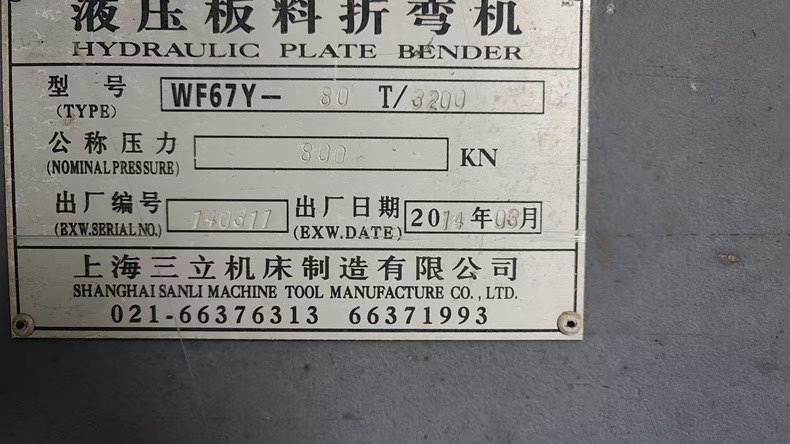 液压板料折弯机
HYDRAULIC PLATE BENDER
型号 WF67Y- 80 T/3200
(TYPE)
公称压力 800 KN
(NOMINAL PRESSURE)
出厂编号 140311 出厂日期 2014年03月
(EXW.SERIAL NO.) (EXW.DATE)
上海三立机床制造有限公司
SHANGHAI SANLI MACHINE TOOL MANUFACTURE CO., LTD.
021-66376313 66371993